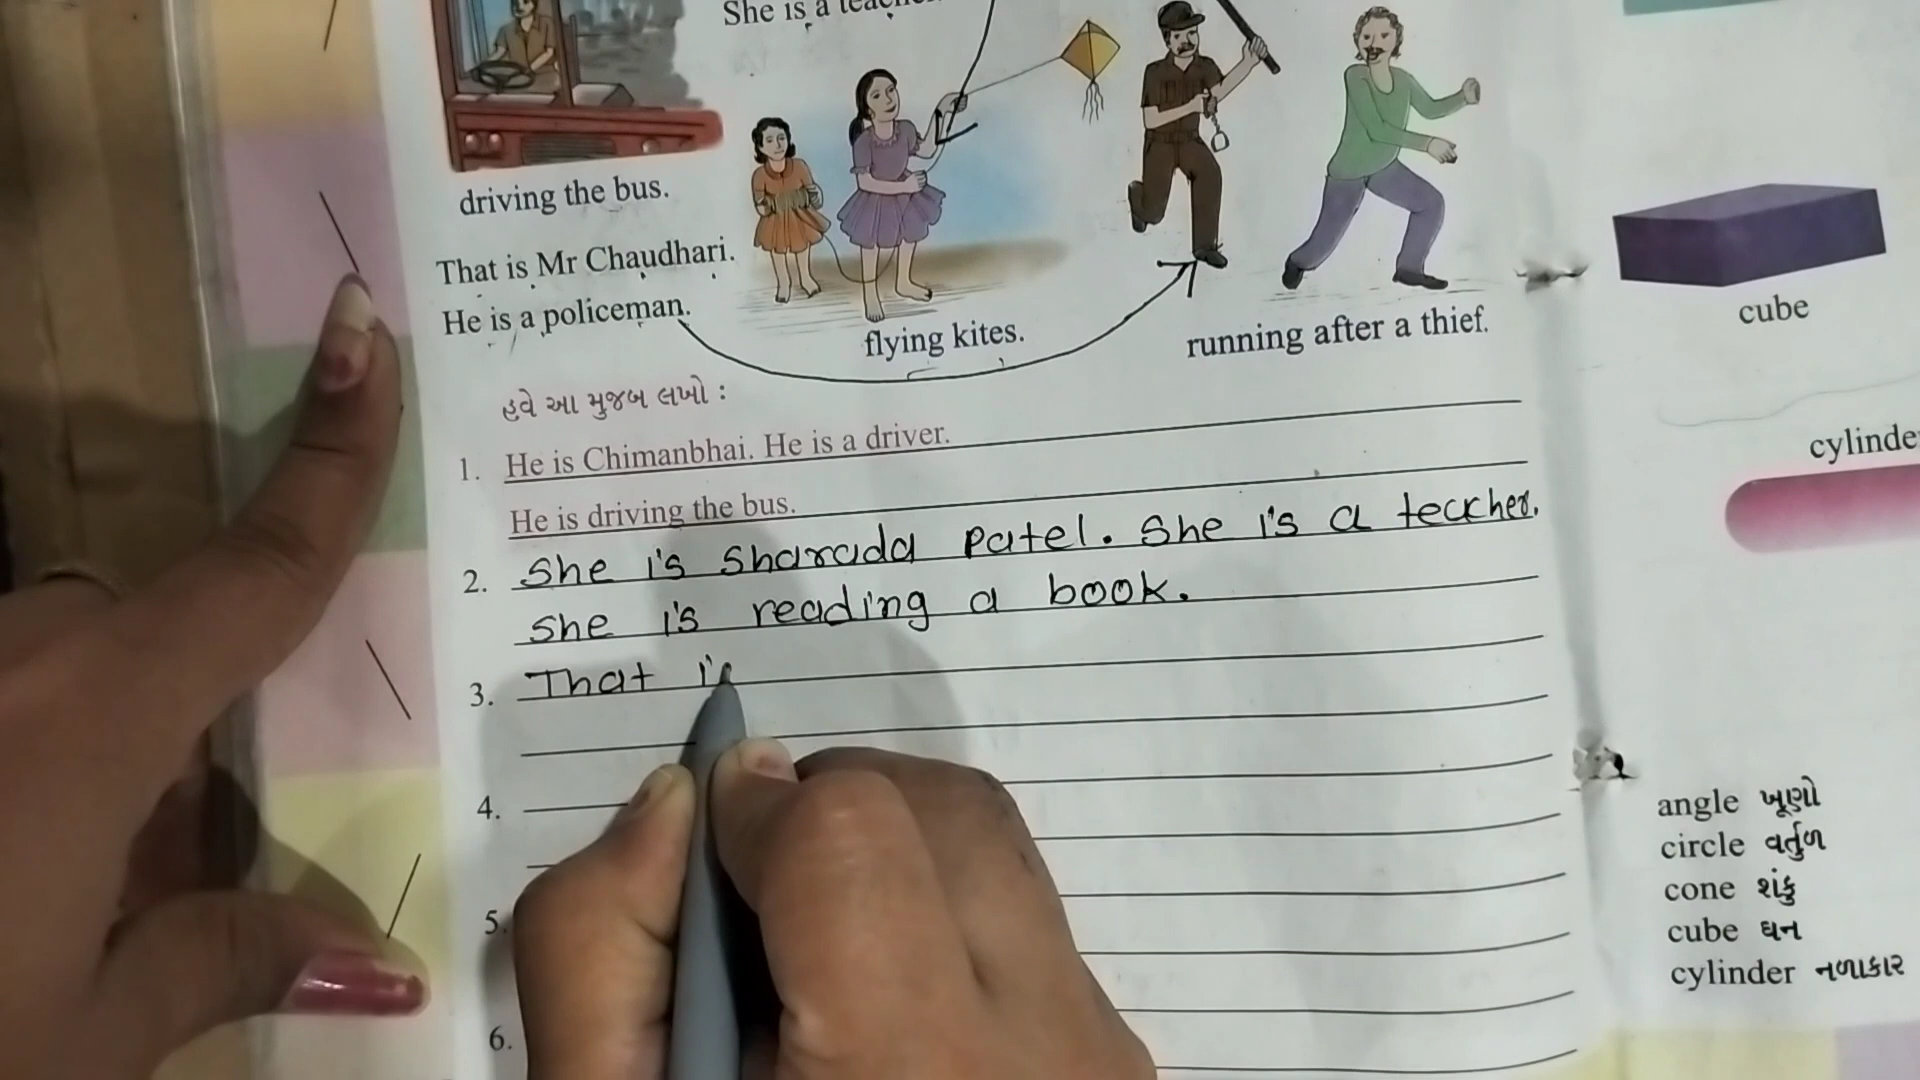 She is a teacher.
driving the bus.
That is Mr Chaudhari.
He is a policeman.
flying kites.
running after a thief.
હવે આ મુજબ લખો :
1. He is Chimanbhai. He is a driver.
He is driving the bus.
2. She is Sharada Patel. She is a teacher.
She is reading a book.
3. That is
4.
5.
6.
cube
cylinder
angle ખૂણો
circle વર્તુળ
cone શંકુ
cube ઘન
cylinder નળાકાર